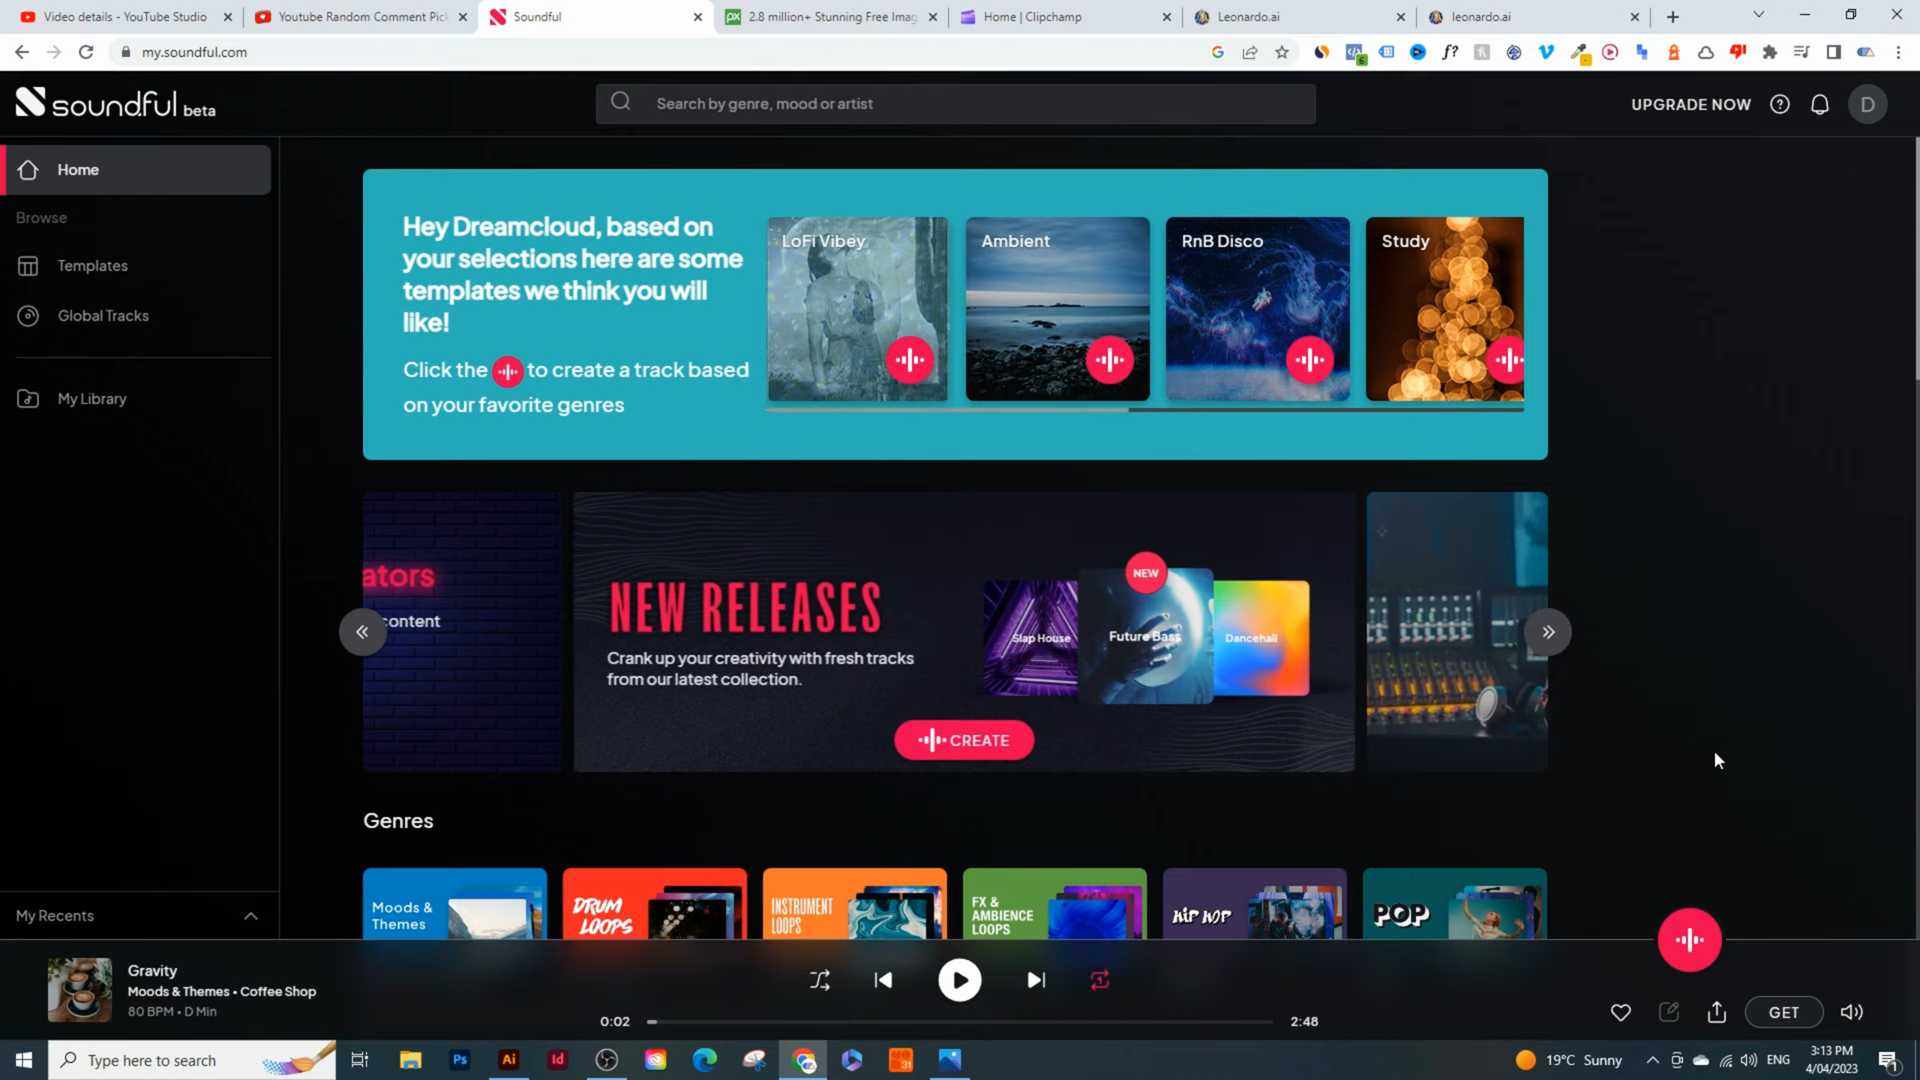 Video details - YouTube Studio
Youtube Random Comment Pic
Soundful
2.8 million+ Stunning Free Imag
Home | Clipchamp
Leonardo.ai
leonardo.ai
my.soundful.com
soundful beta
Search by genre, mood or artist
UPGRADE NOW
D
Home
Browse
Templates
Global Tracks
My Library
Hey Dreamcloud, based on
your selections here are some
templates we think you will
like!
Click the to create a track based
on your favorite genres
LoFi Vibey
Ambient
RnB Disco
Study
ators
content
NEW RELEASES
Crank up your creativity with fresh tracks
from our latest collection.
NEW
Slap House
Future Bass
Dancehall
CREATE
Genres
Moods &
Themes
DRUM
LOOPS
INSTRUMENT
LOOPS
FX &
AMBIENCE
LOOPS
HIP HOP
POP
My Recents
Gravity
Moods & Themes • Coffee Shop
80 BPM • D Min
0:02
2:48
GET
Type here to search
19°C Sunny
ENG
3:13 PM
4/04/2023